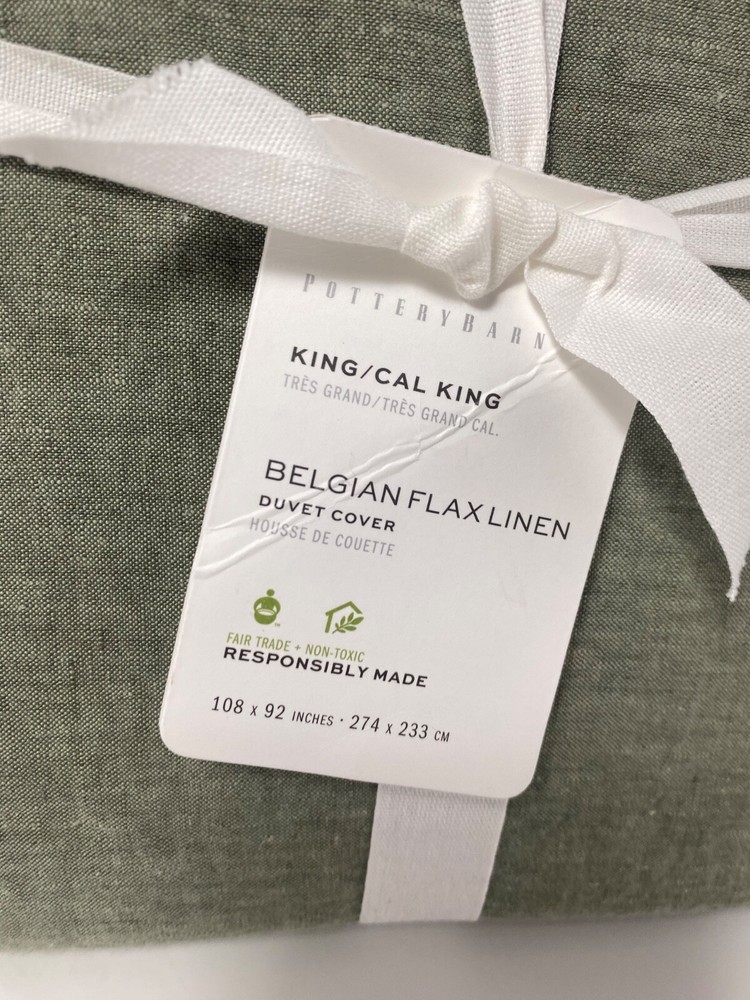 POTTERYBARN
KING/CAL KING
TRÈS GRAND/TRÈS GRAND CAL.
BELGIAN FLAX LINEN
DUVET COVER
HOUSSE DE COUETTE
FAIR TRADE + NON-TOXIC
RESPONSIBLY MADE
108 x 92 INCHES · 274 x 233 CM